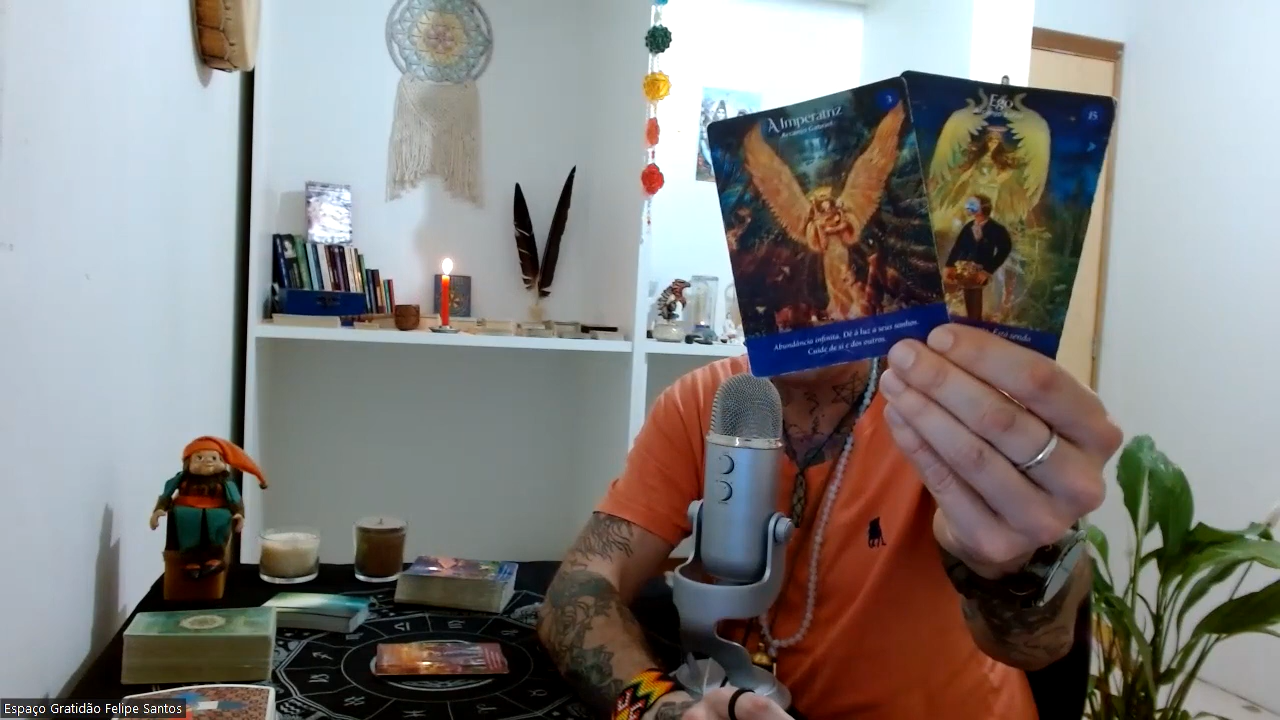 A Imperatriz
Arcanjo Gabriel
3
Abundância infinita. Dê à luz a seus sonhos.
Cuide de si e dos outros.
Ego
15
Está sendo
Espaço Gratidão Felipe Santos